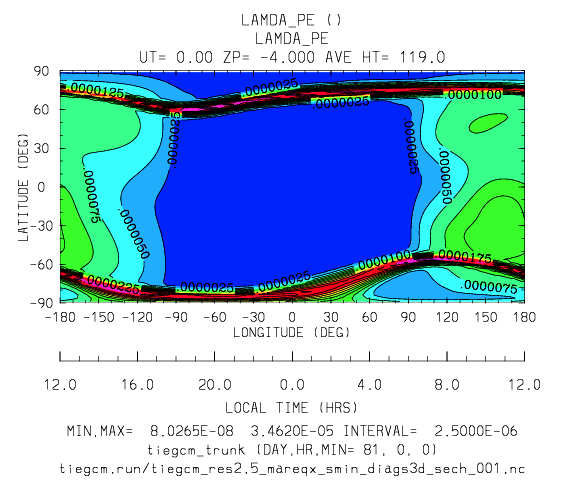 LAMDA_PE ()
LAMDA_PE
UT= 0.00 ZP= -4.000 AVE HT= 119.0
90
60
30
0
-30
-60
-90
LATITUDE (DEG)
.0000125
.0000025
.0000025
.0000100
.0000025
.0000025
.0000050
.0000075
.0000050
.0000100
.0000175
.0000225
.0000025
.0000025
.0000075
-180 -150 -120 -90 -60 -30 0 30 60 90 120 150 180
LONGITUDE (DEG)
12.0 16.0 20.0 0.0 4.0 8.0 12.0
LOCAL TIME (HRS)
MIN,MAX= 8.0265E-08 3.4620E-05 INTERVAL= 2.5000E-06
tiegcm_trunk (DAY,HR,MIN= 81, 0, 0)
tiegcm.run/tiegcm_res2.5_mareqx_smin_diags3d_sech_001.nc